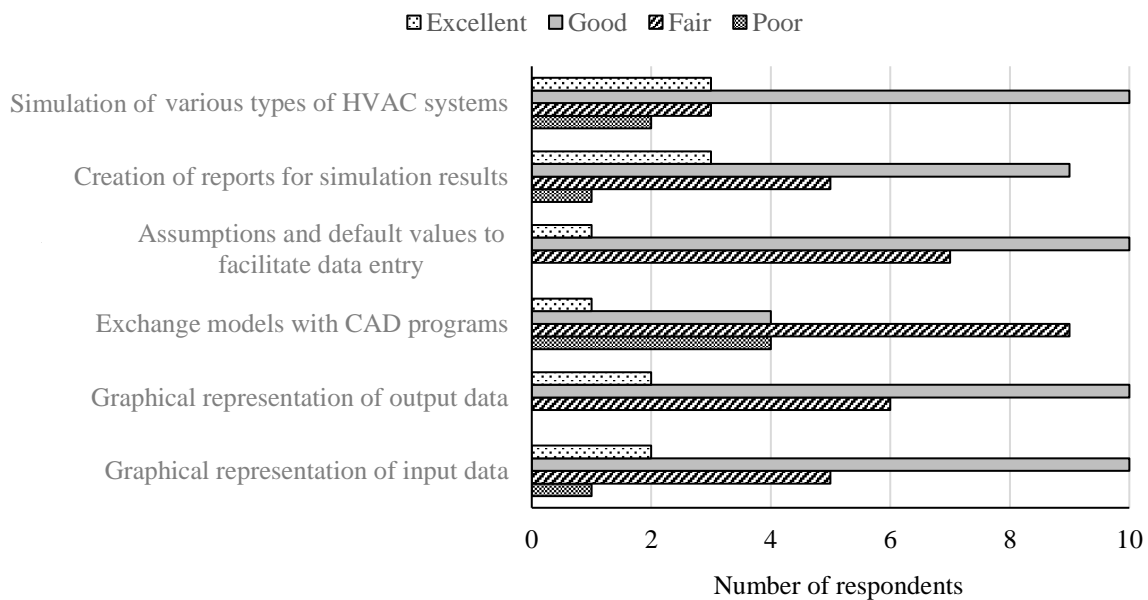 Excellent Good Fair Poor
Simulation of various types of HVAC systems
Creation of reports for simulation results
Assumptions and default values to
facilitate data entry
Exchange models with CAD programs
Graphical representation of output data
Graphical representation of input data
0 2 4 6 8 10
Number of respondents